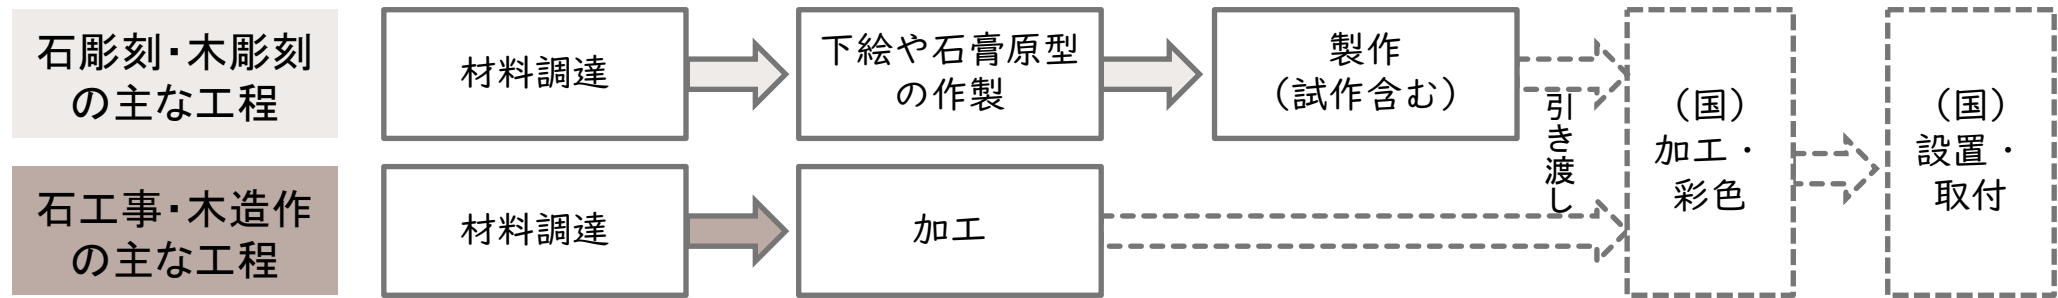 石彫刻・木彫刻
の主な工程
材料調達
下絵や石膏原型
の作製
製作
（試作含む）
引き渡し
（国）
加工・
彩色
（国）
設置・
取付
石工事・木造作
の主な工程
材料調達
加工